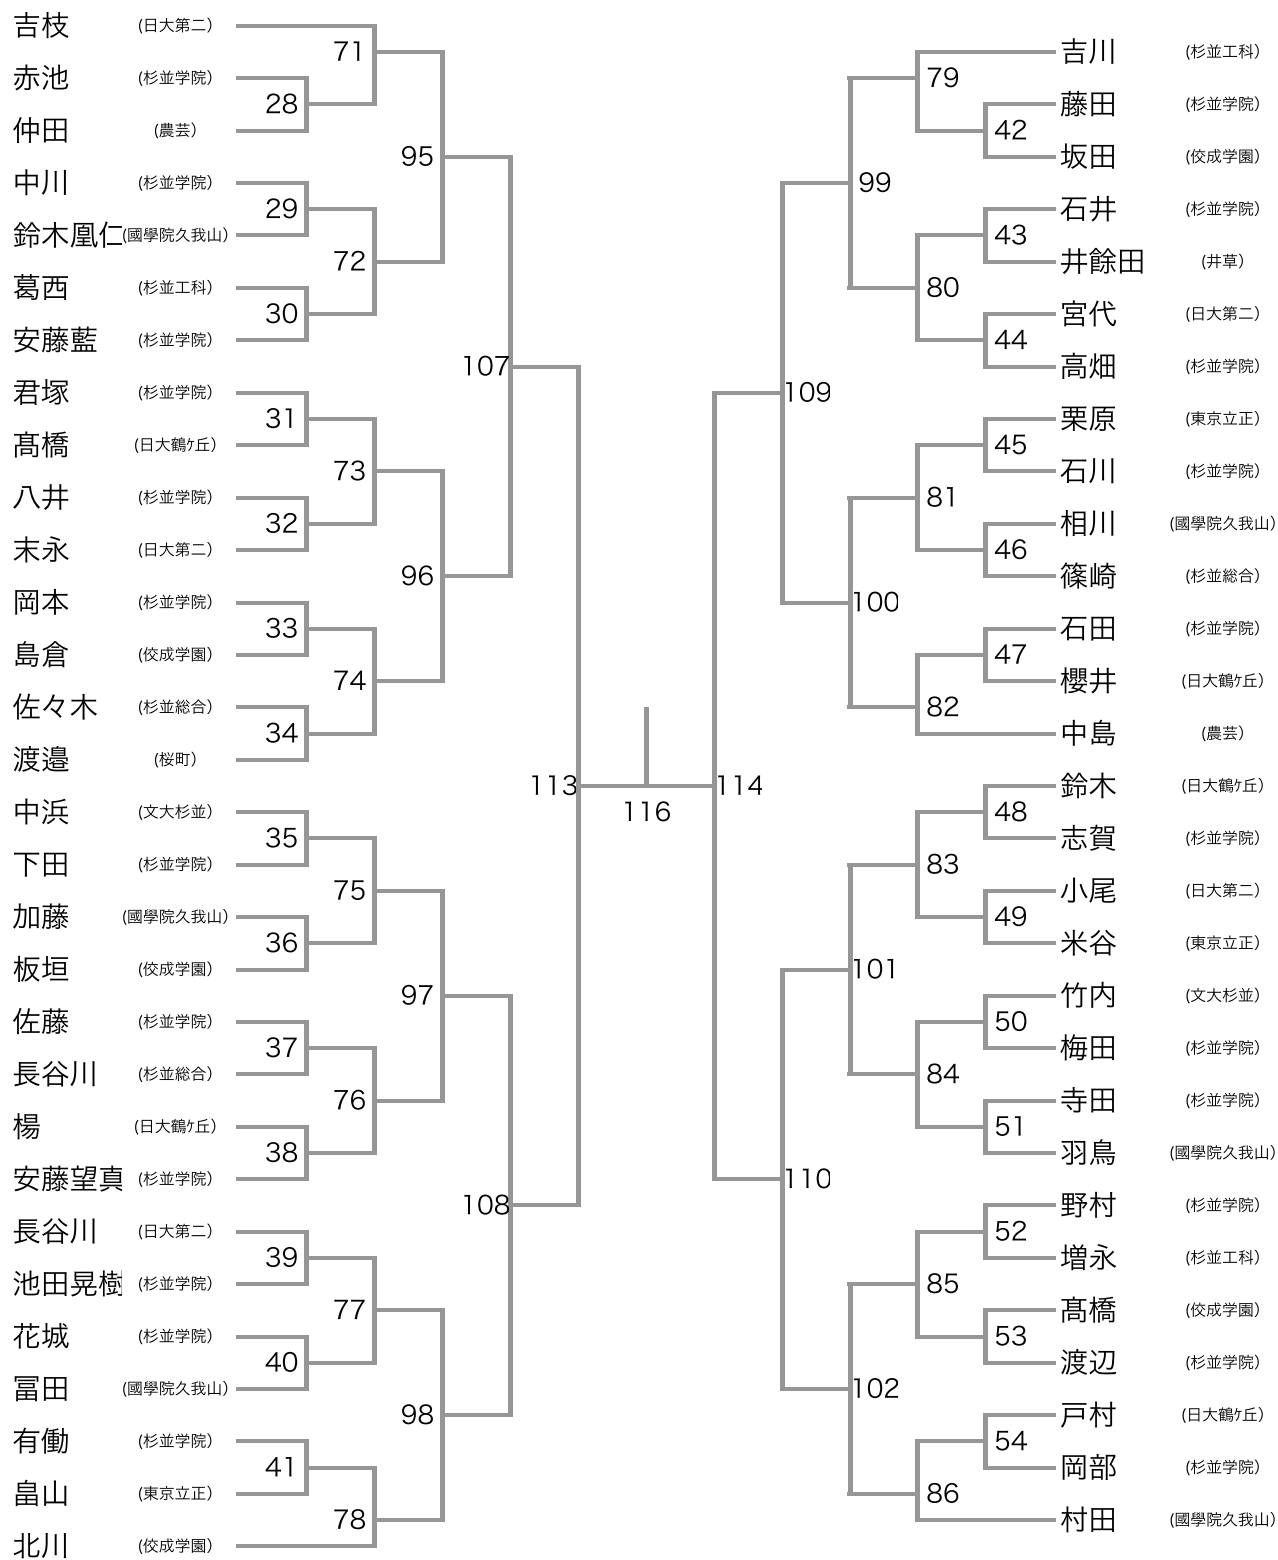 吉枝 (日大第二)
赤池 (杉並学院)
仲田 (農芸)
中川 (杉並学院)
鈴木凰仁 (國學院久我山)
葛西 (杉並工科)
安藤藍 (杉並学院)
君塚 (杉並学院)
髙橋 (日大鶴ケ丘)
八井 (杉並学院)
末永 (日大第二)
岡本 (杉並学院)
島倉 (佼成学園)
佐々木 (杉並総合)
渡邉 (桜町)
中浜 (文大杉並)
下田 (杉並学院)
加藤 (國學院久我山)
板垣 (佼成学園)
佐藤 (杉並学院)
長谷川 (杉並総合)
楊 (日大鶴ケ丘)
安藤望真 (杉並学院)
長谷川 (日大第二)
池田晃樹 (杉並学院)
花城 (杉並学院)
冨田 (國學院久我山)
有働 (杉並学院)
畠山 (東京立正)
北川 (佼成学園)
28
29
30
31
32
33
34
35
36
37
38
39
40
41
71
72
73
74
75
76
77
78
95
96
97
98
107
108
113
116
114
109
110
99
100
101
102
79
80
81
82
83
84
85
86
42
43
44
45
46
47
48
49
50
51
52
53
54
吉川 (杉並工科)
藤田 (杉並学院)
坂田 (佼成学園)
石井 (杉並学院)
井餘田 (井草)
宮代 (日大第二)
高畑 (杉並学院)
栗原 (東京立正)
石川 (杉並学院)
相川 (國學院久我山)
篠崎 (杉並総合)
石田 (杉並学院)
櫻井 (日大鶴ケ丘)
中島 (農芸)
鈴木 (日大鶴ケ丘)
志賀 (杉並学院)
小尾 (日大第二)
米谷 (東京立正)
竹内 (文大杉並)
梅田 (杉並学院)
寺田 (杉並学院)
羽鳥 (國學院久我山)
野村 (杉並学院)
増永 (杉並工科)
髙橋 (佼成学園)
渡辺 (杉並学院)
戸村 (日大鶴ケ丘)
岡部 (杉並学院)
村田 (國學院久我山)